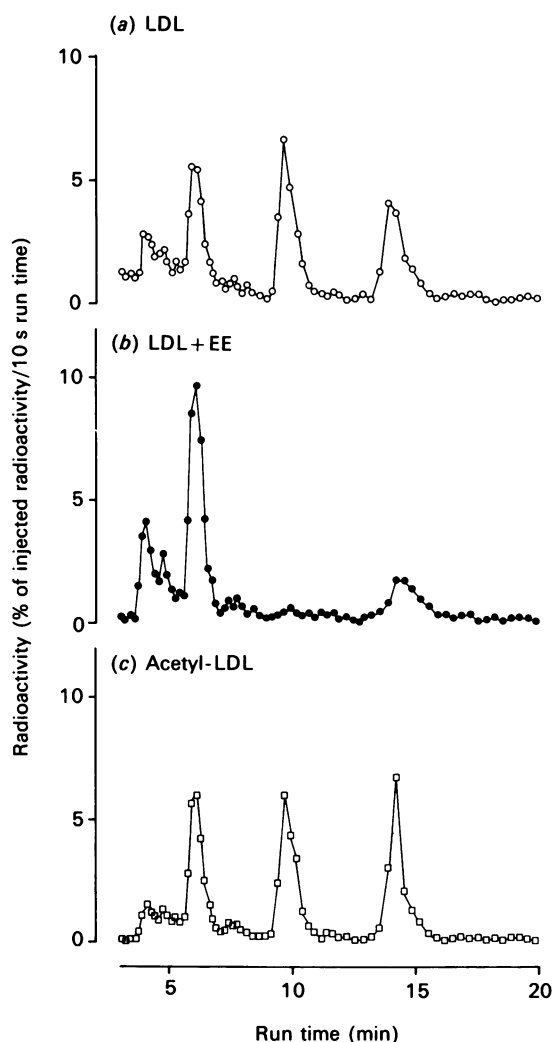 (a) LDL
10
5
0
(b) LDL + EE
10
5
0
(c) Acetyl-LDL
10
5
0
Radioactivity (% of injected radioactivity/10 s run time)
5 10 15 20
Run time (min)